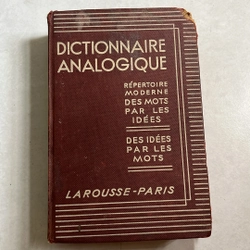 DICTIONNAIRE
ANALOGIQUE
RÉPERTOIRE
MODERNE
DES MOTS
PAR LES
IDÉES
DES IDÉES
PAR LES
MOTS
LAROUSSE-PARIS